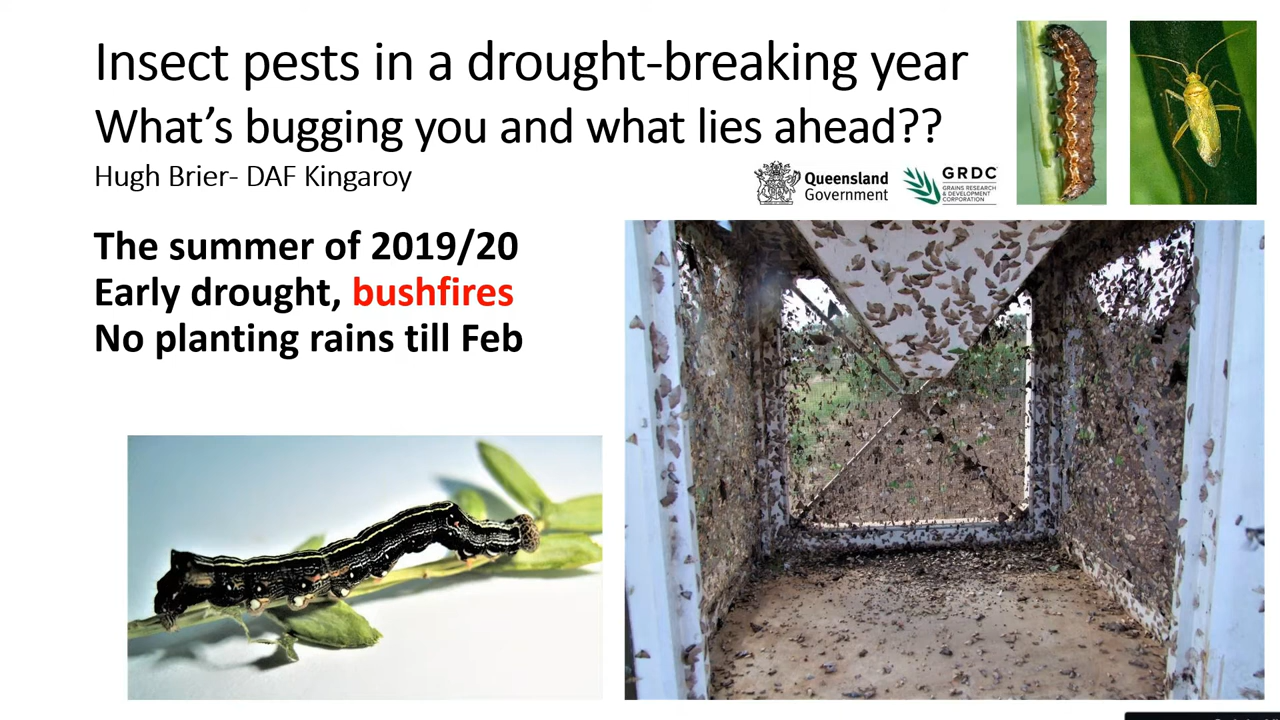 Insect pests in a drought-breaking year
What's bugging you and what lies ahead??
Hugh Brier- DAF Kingaroy
Queensland
Government
GRDC
GRAINS RESEARCH
& DEVELOPMENT
CORPORATION
The summer of 2019/20
Early drought, bushfires
No planting rains till Feb